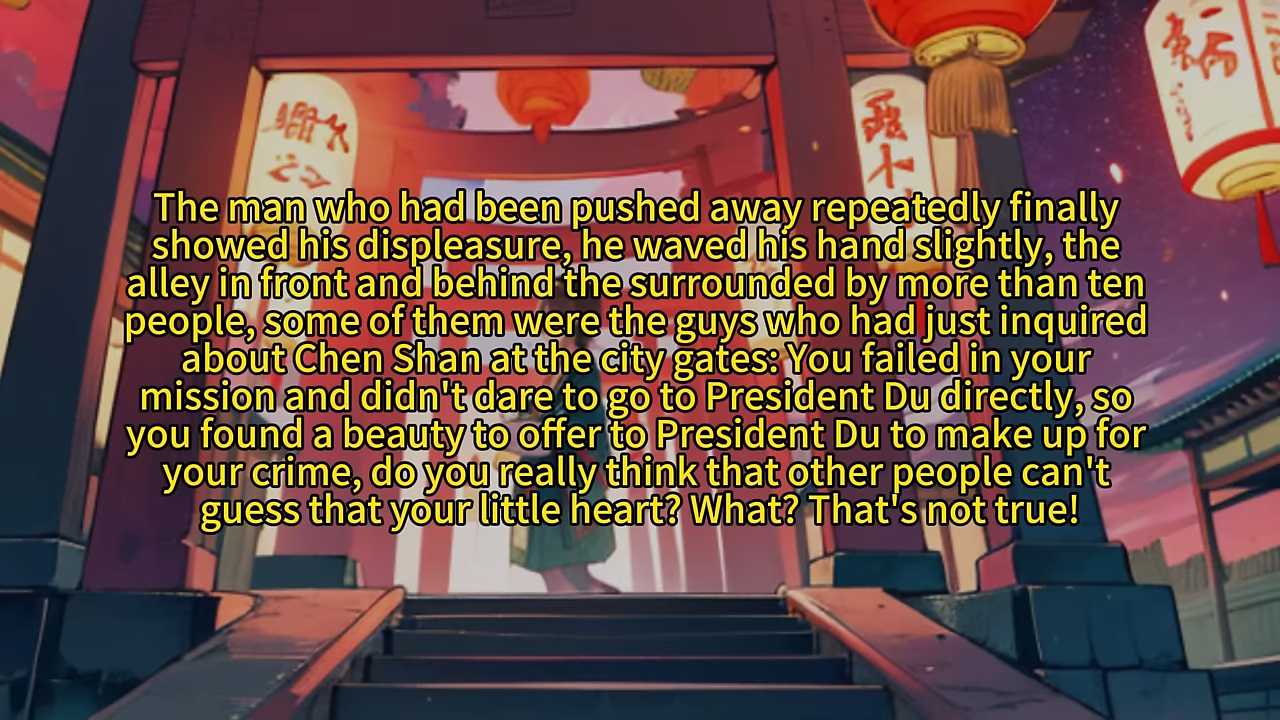 The man who had been pushed away repeatedly finally
showed his displeasure, he waved his hand slightly, the
alley in front and behind the surrounded by more than ten
people, some of them were the guys who had just inquired
about Chen Shan at the city gates: You failed in your
mission and didn't dare to go to President Du directly, so
you found a beauty to offer to President Du to make up for
your crime, do you really think that other people can't
guess that your little heart? What? That's not true!